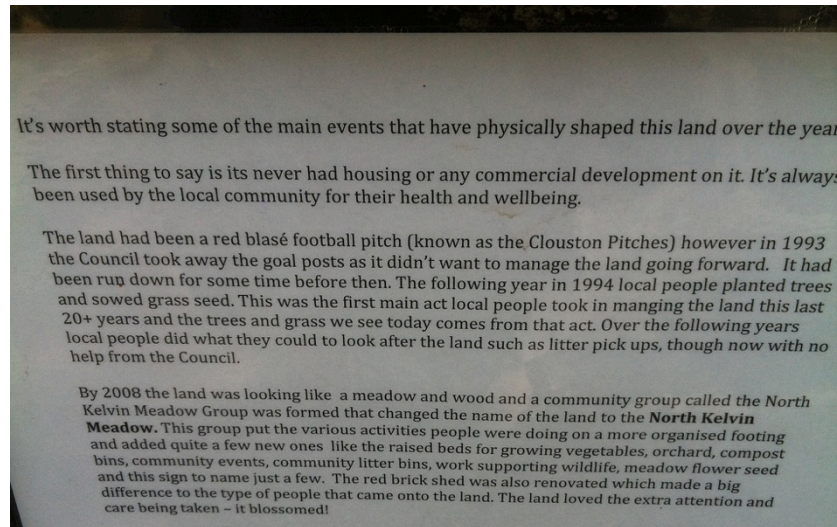 It's worth stating some of the main events that have physically shaped this land over the year
The first thing to say is its never had housing or any commercial development on it. It's always
been used by the local community for their health and wellbeing.
The land had been a red blasé football pitch (known as the Clouston Pitches) however in 1993
the Council took away the goal posts as it didn't want to manage the land going forward. It had
been run down for some time before then. The following year in 1994 local people planted trees
and sowed grass seed. This was the first main act local people took in manging the land this last
20+ years and the trees and grass we see today comes from that act. Over the following years
local people did what they could to look after the land such as litter pick ups, though now with no
help from the Council.
By 2008 the land was looking like a meadow and wood and a community group called the North
Kelvin Meadow Group was formed that changed the name of the land to the North Kelvin
Meadow. This group put the various activities people were doing on a more organised footing
and added quite a few new ones like the raised beds for growing vegetables, orchard, compost
bins, community events, community litter bins, work supporting wildlife, meadow flower seed
and this sign to name just a few. The red brick shed was also renovated which made a big
difference to the type of people that came onto the land. The land loved the extra attention and
care being taken – it blossomed!